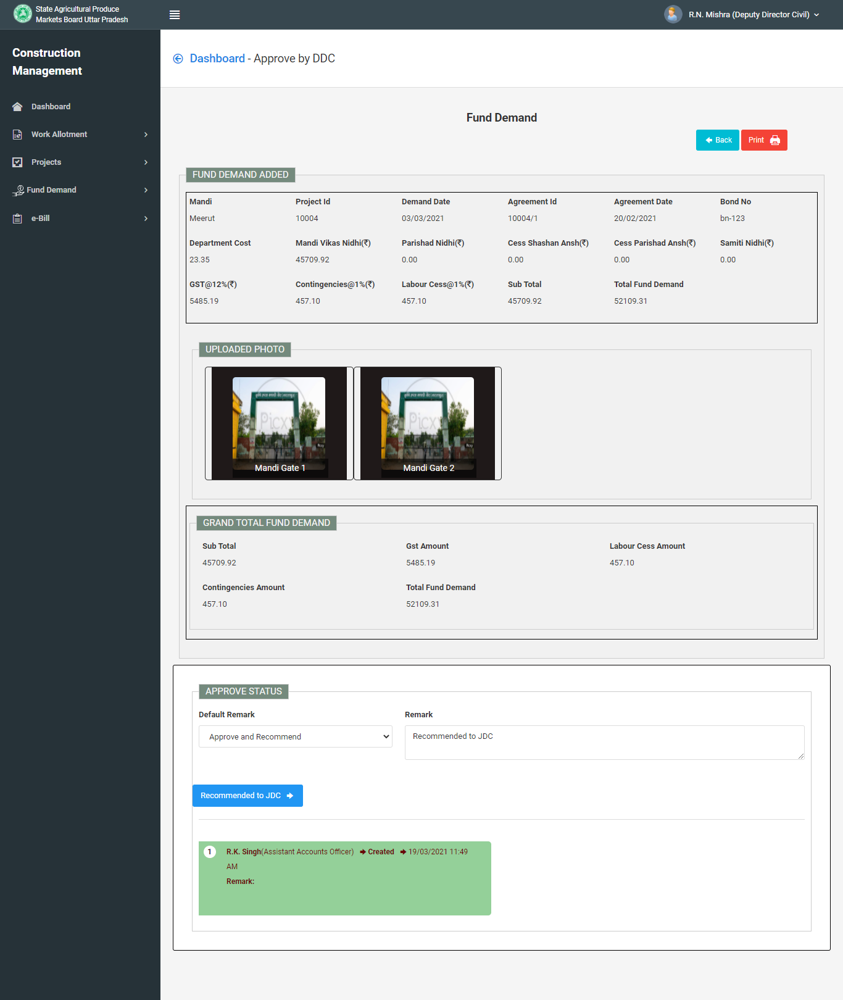 State Agricultural Produce
Markets Board Uttar Pradesh
R.N. Mishra (Deputy Director Civil)
Construction
Management
Dashboard
Work Allotment
Projects
Fund Demand
e-Bill
Dashboard - Approve by DDC
Fund Demand
Back
Print
FUND DEMAND ADDED
Mandi Project Id Demand Date Agreement Id Agreement Date Bond No
Meerut 10004 03/03/2021 10004/1 20/02/2021 bn-123
Department Cost Mandi Vikas Nidhi(₹) Parishad Nidhi(₹) Cess Shashan Ansh(₹) Cess Parishad Ansh(₹) Samiti Nidhi(₹)
23.35 45709.92 0.00 0.00 0.00 0.00
GST@12%(₹) Contingencies@1%(₹) Labour Cess@1%(₹) Sub Total Total Fund Demand
5485.19 457.10 457.10 45709.92 52109.31
UPLOADED PHOTO
Picxy
Mandi Gate 1
Picxy
Mandi Gate 2
GRAND TOTAL FUND DEMAND
Sub Total Gst Amount Labour Cess Amount
45709.92 5485.19 457.10
Contingencies Amount Total Fund Demand
457.10 52109.31
APPROVE STATUS
Default Remark Remark
Approve and Recommend Recommended to JDC
Recommended to JDC
1 R.K. Singh(Assistant Accounts Officer) Created 19/03/2021 11:49
AM
Remark: